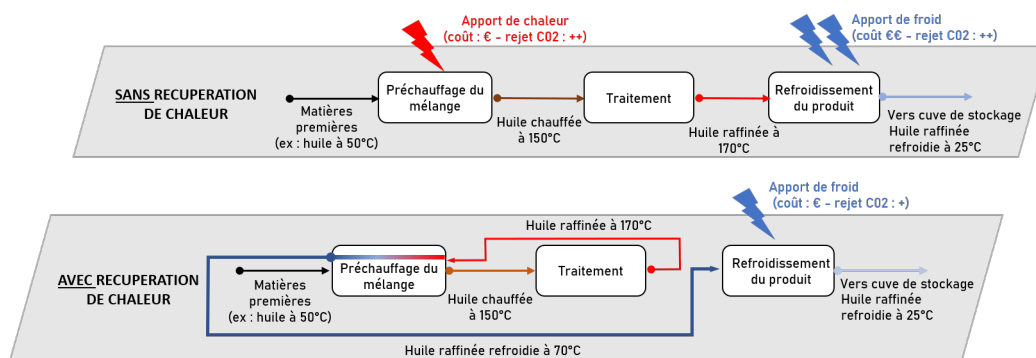 Apport de chaleur
(coût : € - rejet CO2 : ++)
Apport de froid
(coût €€ - rejet CO2 : ++)
SANS RECUPERATION
DE CHALEUR
Matières
premières
(ex : huile à 50°C)
Préchauffage du
mélange
Huile chauffée
à 150°C
Traitement
Huile raffinée à
170°C
Refroidissement
du produit
Vers cuve de stockage
Huile raffinée
refroidie à 25°C
Apport de froid
(coût : € - rejet CO2 : +)
AVEC RECUPERATION
DE CHALEUR
Huile raffinée à 170°C
Matières
premières
(ex : huile à 50°C)
Préchauffage du
mélange
Huile chauffée
à 150°C
Traitement
Refroidissement
du produit
Vers cuve de stockage
Huile raffinée
refroidie à 25°C
Huile raffinée refroidie à 70°C